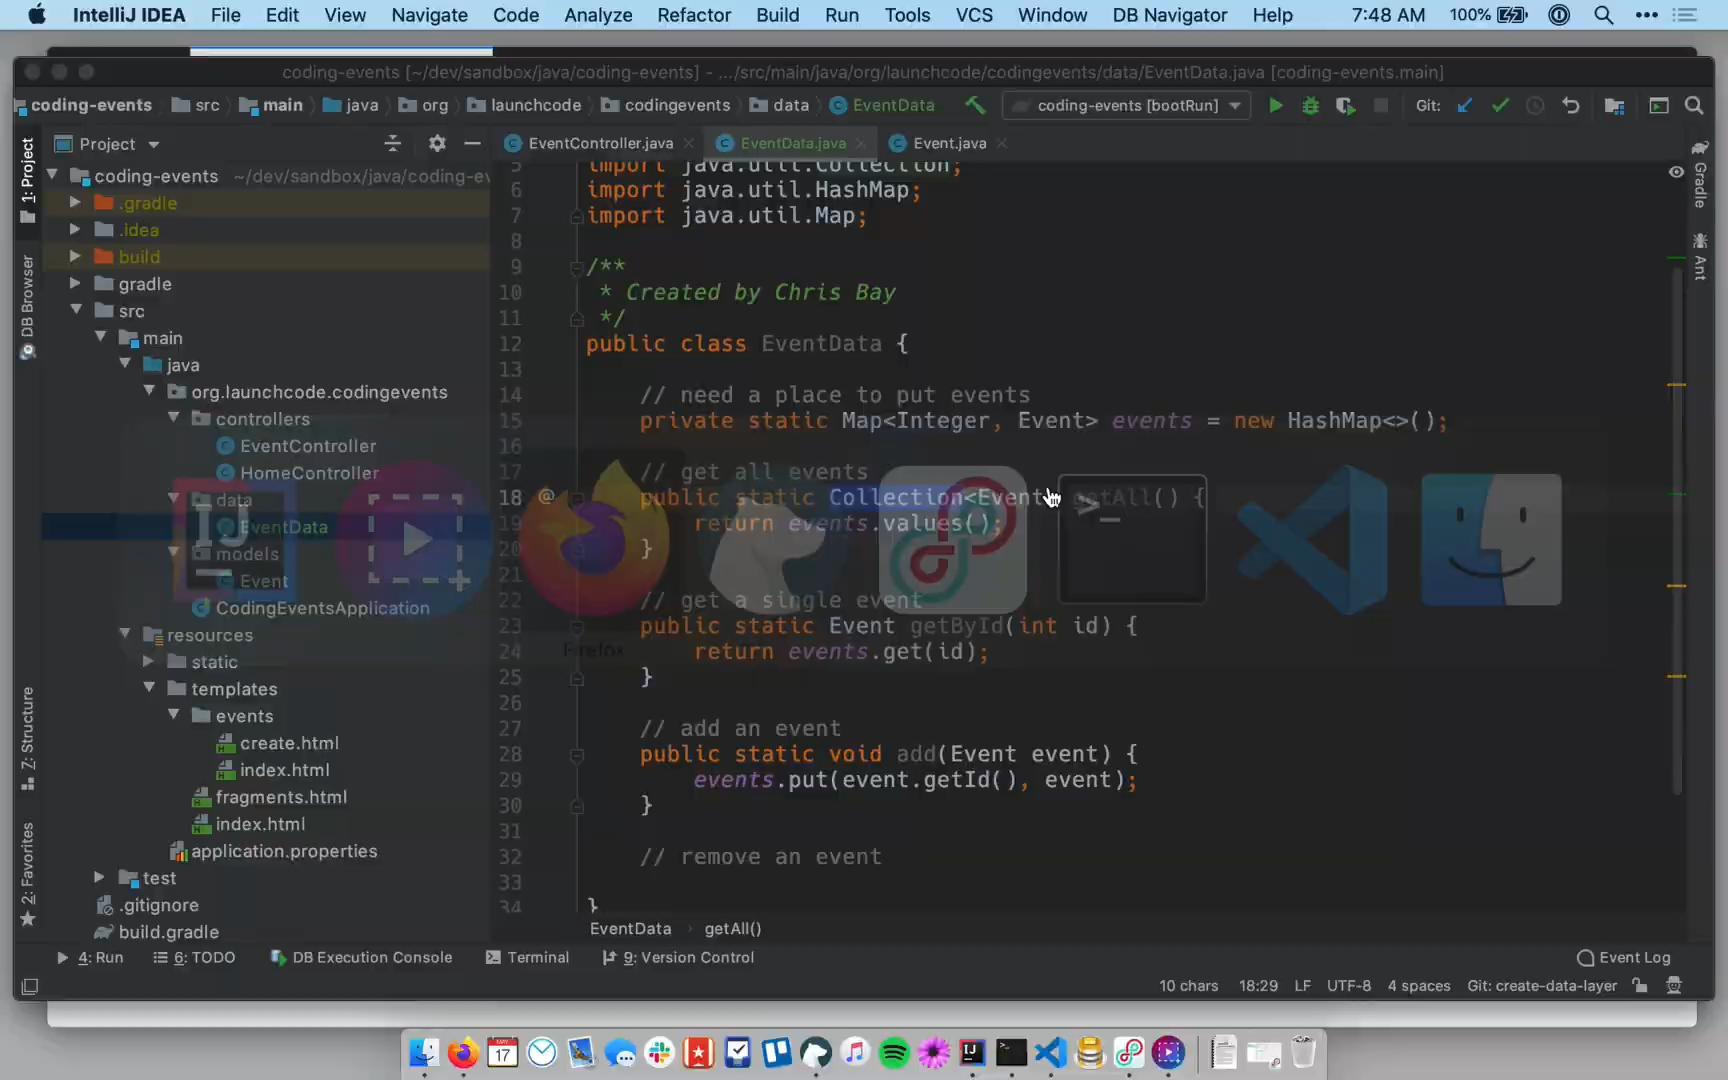 IntelliJ IDEA File Edit View Navigate Code Analyze Refactor Build Run Tools VCS Window DB Navigator Help 7:48 AM 100%
coding-events [~/dev/sandbox/java/coding-events] - .../src/main/java/org/launchcode/codingevents/data/EventData.java [coding-events.main]
coding-events src main java org launchcode codingevents data EventData coding-events [bootRun] Git:
Project EventController.java EventData.java Event.java
1: Project
DB Browser
7: Structure
2: Favorites
coding-events ~/dev/sandbox/java/coding-ev
.gradle
.idea
build
gradle
src
main
java
org.launchcode.codingevents
controllers
EventController
HomeController
data
EventData
models
Event
CodingEventsApplication
resources
static
templates
events
create.html
index.html
fragments.html
index.html
application.properties
test
.gitignore
build.gradle
5 import java.util.Collection;
6 import java.util.HashMap;
7 import java.util.Map;
8
9 /**
10 * Created by Chris Bay
11 */
12 public class EventData {
13
14 // need a place to put events
15 private static Map<Integer, Event> events = new HashMap<>();
16
17 // get all events
18 @ public static Collection<Event> getAll() {
19 return events.values();
20 }
21
22 // get a single event
23 public static Event getById(int id) {
24 return events.get(id);
25 }
26
27 // add an event
28 public static void add(Event event) {
29 events.put(event.getId(), event);
30 }
31
32 // remove an event
33
34 }
Firefox
Gradle
Ant
EventData getAll()
4: Run 6: TODO DB Execution Console Terminal 9: Version Control Event Log
10 chars 18:29 LF UTF-8 4 spaces Git: create-data-layer
17